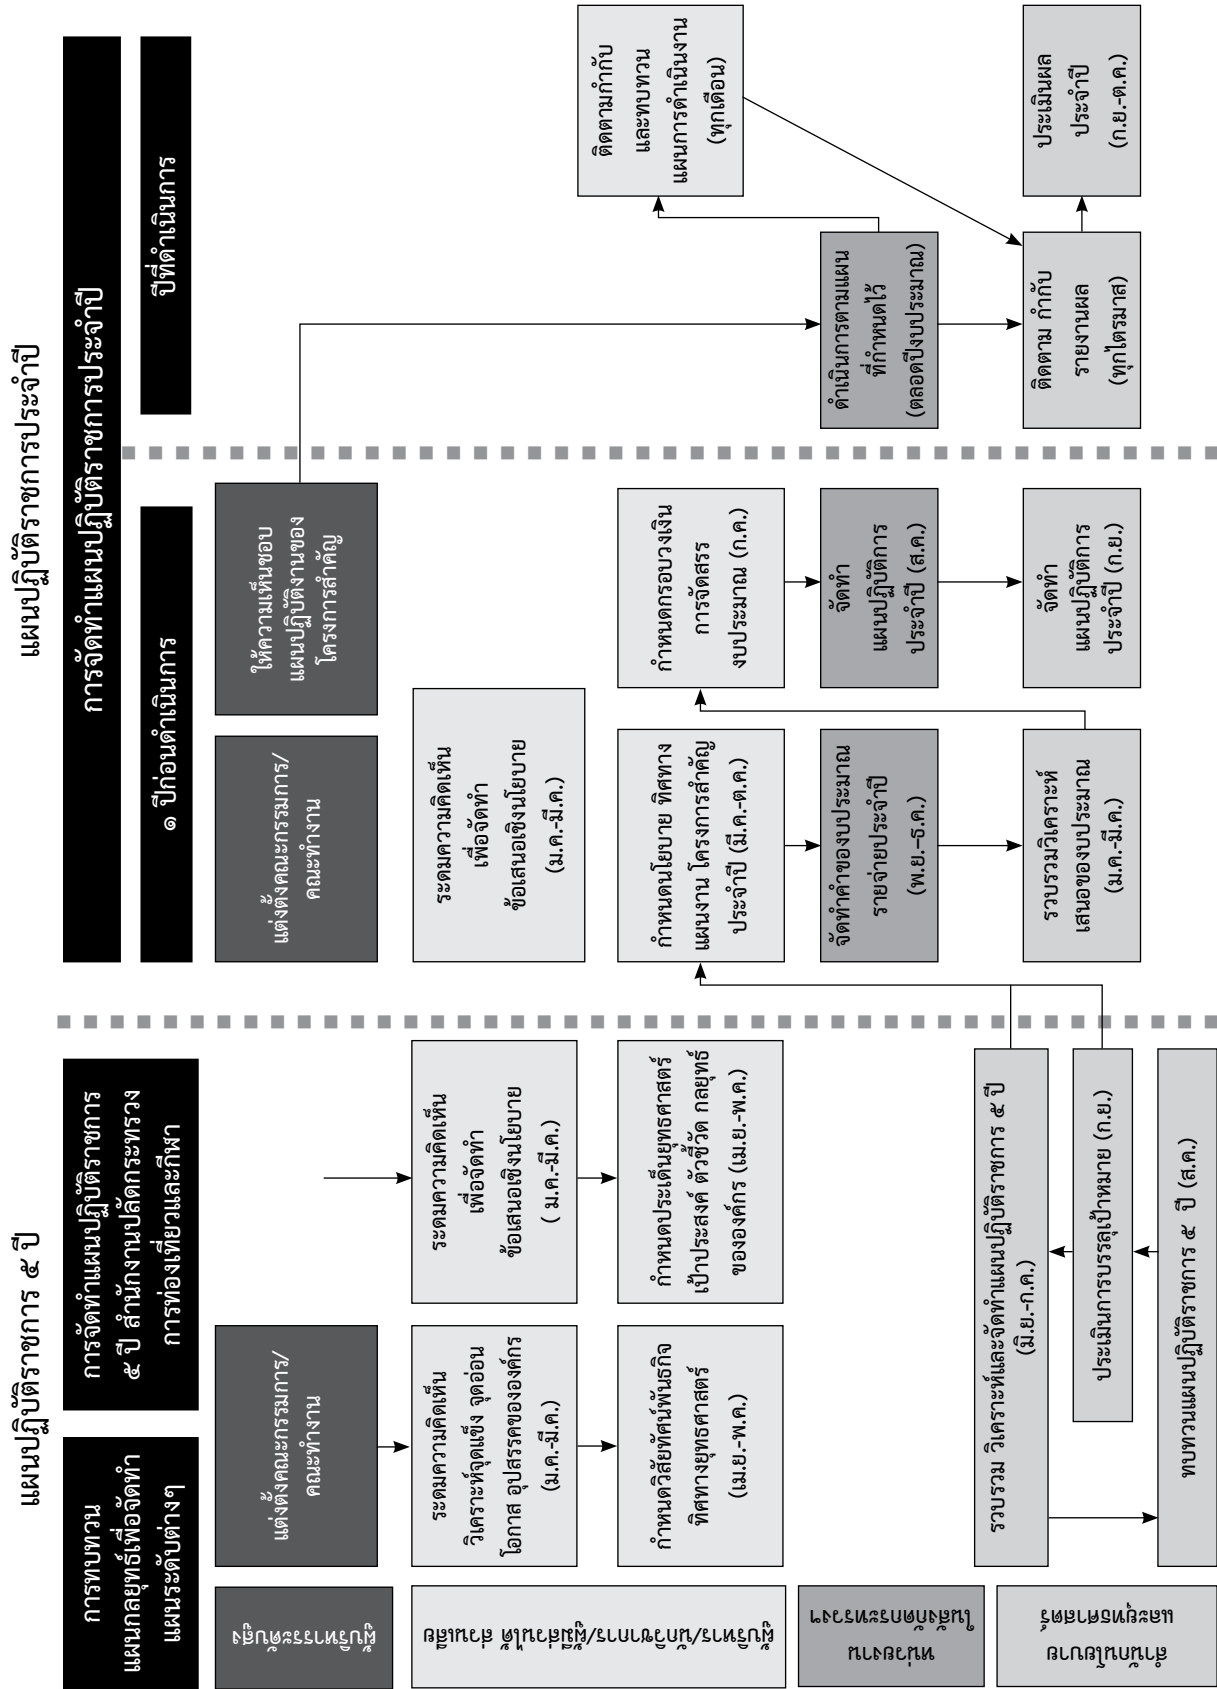 แผนปฏิบัติราชการ ๕ ปี
แผนปฏิบัติราชการประจำปี
การทบทวน
แผนกลยุทธ์เพื่อจัดทำ
แผนระดับต่างๆ
การจัดทำแผนปฏิบัติราชการ
๕ ปี สำนักงานปลัดกระทรวง
การท่องเที่ยวและกีฬา
การจัดทำแผนปฏิบัติราชการประจำปี
๑ ปีก่อนดำเนินการ
ปีที่ดำเนินการ
ผู้บริหารระดับสูง
แต่งตั้งคณะกรรมการ/
คณะทำงาน
แต่งตั้งคณะกรรมการ/
คณะทำงาน
ให้ความเห็นชอบ
แผนปฏิบัติงานของ
โครงการสำคัญ
ผู้บริหาร/นักวิชาการ/ผู้มีส่วนได้ ส่วนเสีย
ระดมความคิดเห็น
วิเคราะห์จุดแข็ง จุดอ่อน
โอกาส อุปสรรคขององค์กร
(ม.ค.-มี.ค.)
ระดมความคิดเห็น
เพื่อจัดทำ
ข้อเสนอเชิงนโยบาย
( ม.ค.-มี.ค.)
ระดมความคิดเห็น
เพื่อจัดทำ
ข้อเสนอเชิงนโยบาย
(ม.ค.-มี.ค.)
กำหนดวิสัยทัศน์พันธกิจ
ทิศทางยุทธศาสตร์
(เม.ย.-พ.ค.)
กำหนดประเด็นยุทธศาสตร์
เป้าประสงค์ ตัวชี้วัด กลยุทธ์
ขององค์กร (เม.ย.-พ.ค.)
กำหนดนโยบาย ทิศทาง
แผนงาน โครงการสำคัญ
ประจำปี (มี.ค.-ต.ค.)
กำหนดกรอบวงเงิน
การจัดสรร
งบประมาณ (ก.ค.)
ติดตามกำกับ
และทบทวน
แผนการดำเนินงาน
(ทุกเดือน)
หน่วยงาน
ในสังกัดกระทรวงฯ
จัดทำคำของบประมาณ
รายจ่ายประจำปี
(พ.ย.-ธ.ค.)
จัดทำ
แผนปฏิบัติการ
ประจำปี (ส.ค.)
ดำเนินการตามแผน
ที่กำหนดไว้
(ตลอดปีงบประมาณ)
สำนักนโยบาย
และยุทธศาสตร์
รวบรวม วิเคราะห์และจัดทำแผนปฏิบัติราชการ ๕ ปี
(มิ.ย.-ก.ค.)
ประเมินการบรรลุเป้าหมาย (ก.ย.)
ทบทวนแผนปฏิบัติราชการ ๕ ปี (ส.ค.)
รวบรวมวิเคราะห์
เสนอของบประมาณ
(ม.ค.-มี.ค.)
จัดทำ
แผนปฏิบัติการ
ประจำปี (ก.ย.)
ติดตาม กำกับ
รายงานผล
(ทุกไตรมาส)
ประเมินผล
ประจำปี
(ก.ย.-ต.ค.)